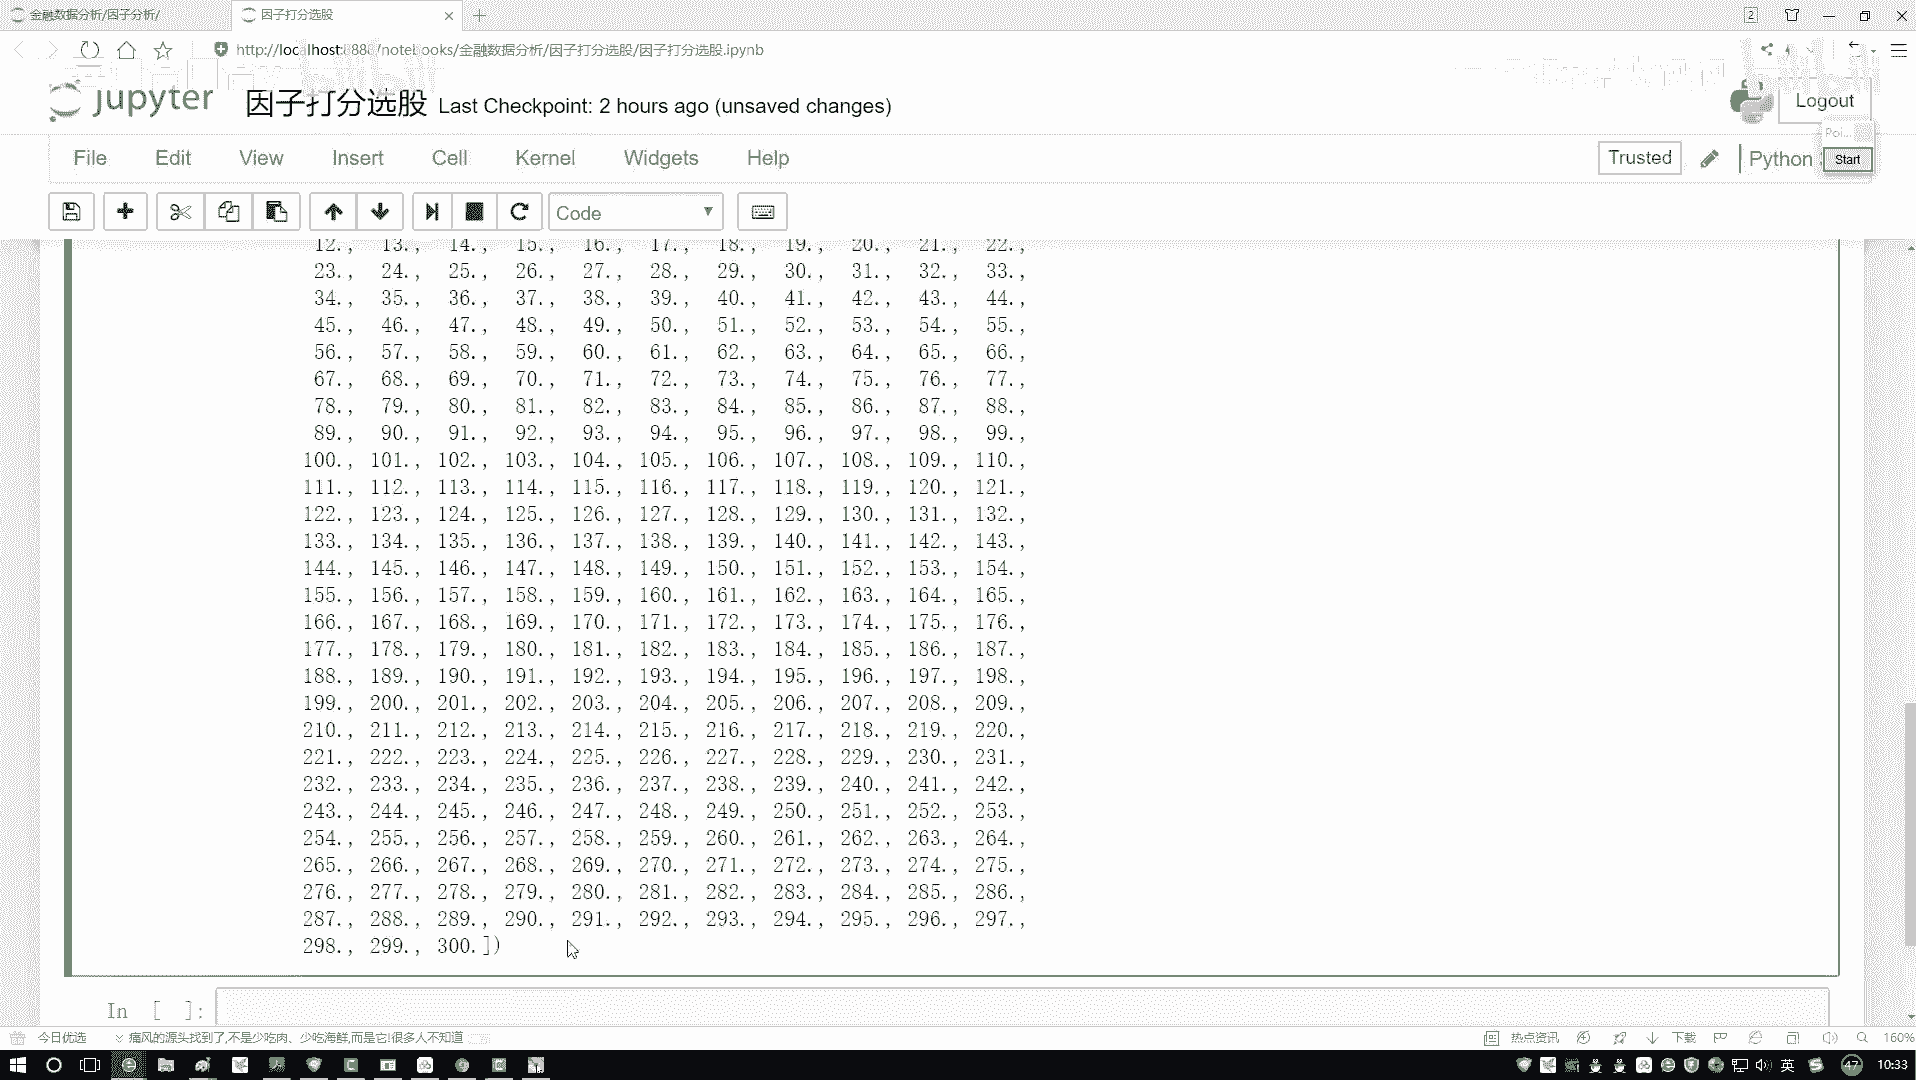 金融数据分析/因子分析/
因子打分选股
2
http://localhost:8888/notebooks/金融数据分析/因子打分选股/因子打分选股.ipynb
jupyter 因子打分选股 Last Checkpoint: 2 hours ago (unsaved changes)
Logout
Poi...
File Edit View Insert Cell Kernel Widgets Help
Trusted Python
Start
Code
12., 13., 14., 15., 16., 17., 18., 19., 20., 21., 22.,
23., 24., 25., 26., 27., 28., 29., 30., 31., 32., 33.,
34., 35., 36., 37., 38., 39., 40., 41., 42., 43., 44.,
45., 46., 47., 48., 49., 50., 51., 52., 53., 54., 55.,
56., 57., 58., 59., 60., 61., 62., 63., 64., 65., 66.,
67., 68., 69., 70., 71., 72., 73., 74., 75., 76., 77.,
78., 79., 80., 81., 82., 83., 84., 85., 86., 87., 88.,
89., 90., 91., 92., 93., 94., 95., 96., 97., 98., 99.,
100., 101., 102., 103., 104., 105., 106., 107., 108., 109., 110.,
111., 112., 113., 114., 115., 116., 117., 118., 119., 120., 121.,
122., 123., 124., 125., 126., 127., 128., 129., 130., 131., 132.,
133., 134., 135., 136., 137., 138., 139., 140., 141., 142., 143.,
144., 145., 146., 147., 148., 149., 150., 151., 152., 153., 154.,
155., 156., 157., 158., 159., 160., 161., 162., 163., 164., 165.,
166., 167., 168., 169., 170., 171., 172., 173., 174., 175., 176.,
177., 178., 179., 180., 181., 182., 183., 184., 185., 186., 187.,
188., 189., 190., 191., 192., 193., 194., 195., 196., 197., 198.,
199., 200., 201., 202., 203., 204., 205., 206., 207., 208., 209.,
210., 211., 212., 213., 214., 215., 216., 217., 218., 219., 220.,
221., 222., 223., 224., 225., 226., 227., 228., 229., 230., 231.,
232., 233., 234., 235., 236., 237., 238., 239., 240., 241., 242.,
243., 244., 245., 246., 247., 248., 249., 250., 251., 252., 253.,
254., 255., 256., 257., 258., 259., 260., 261., 262., 263., 264.,
265., 266., 267., 268., 269., 270., 271., 272., 273., 274., 275.,
276., 277., 278., 279., 280., 281., 282., 283., 284., 285., 286.,
287., 288., 289., 290., 291., 292., 293., 294., 295., 296., 297.,
298., 299., 300.])
In [ ]:
今日优选 痛风的源头找到了,不是少吃肉、少吃海鲜,而是它!很多人不知道 热点资讯 下载 160%
英 47 10:33